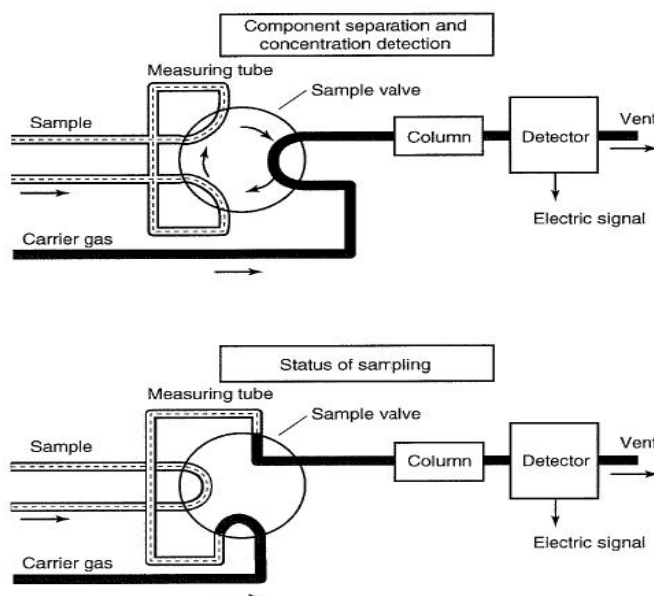 Component separation and
concentration detection
Measuring tube
Sample valve
Sample
Column
Detector
Vent
Electric signal
Carrier gas
Status of sampling
Measuring tube
Sample valve
Sample
Column
Detector
Vent
Electric signal
Carrier gas